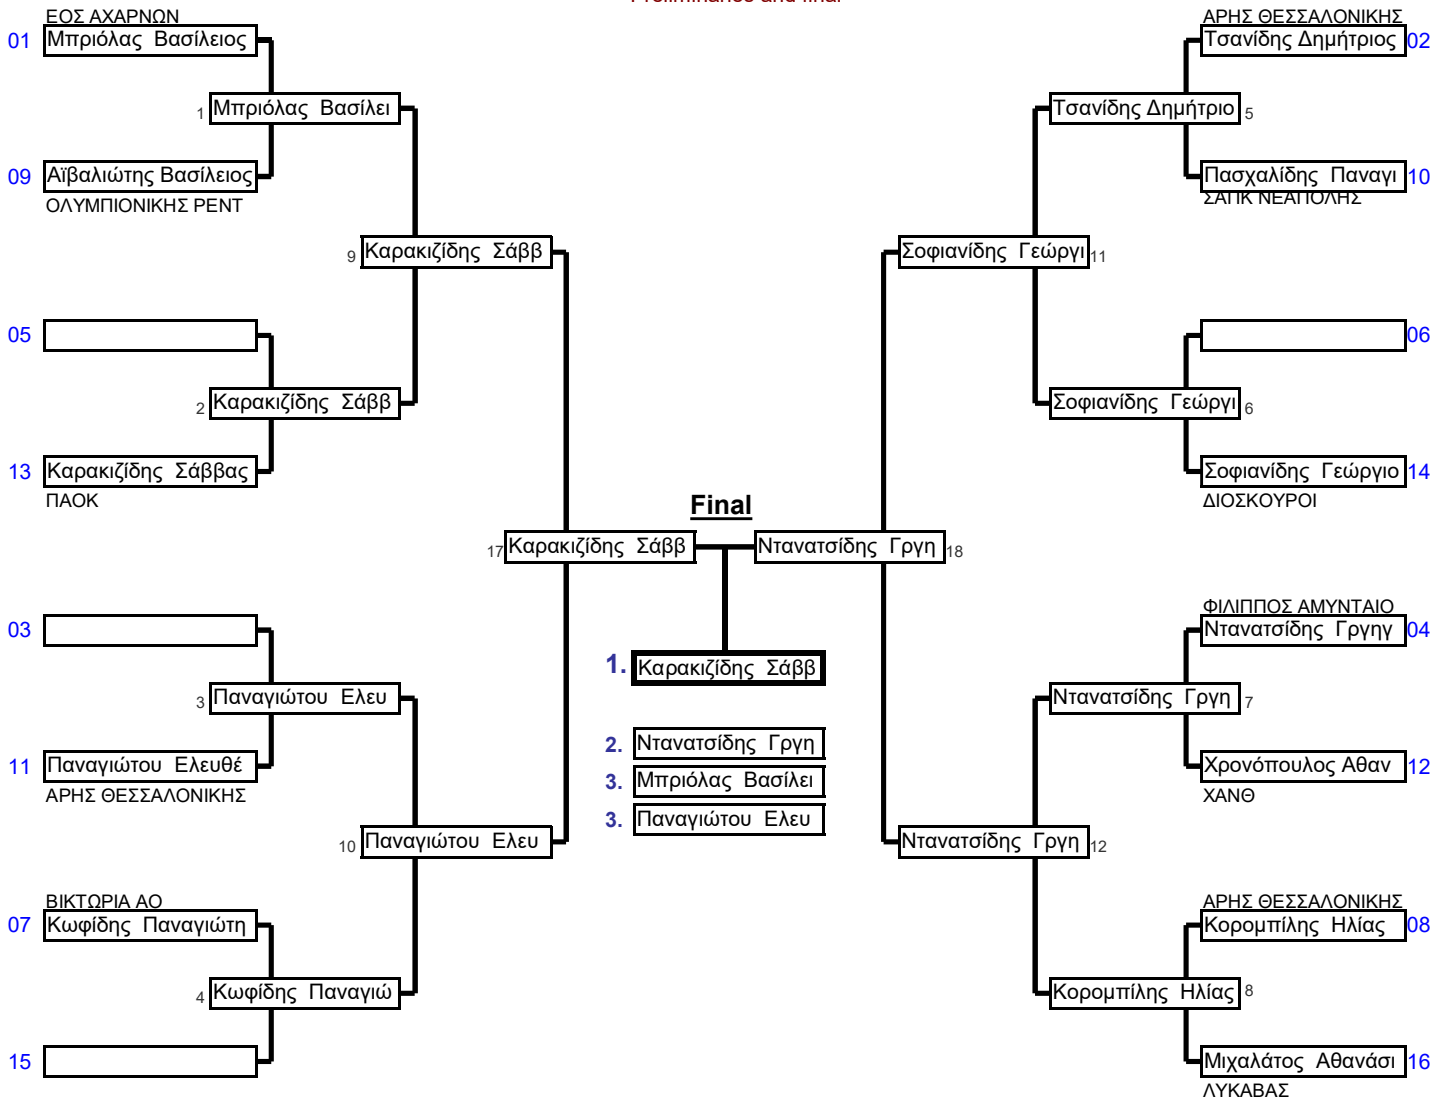 ΕΟΣ ΑΧΑΡΝΩΝ
ΑΡΗΣ ΘΕΣΣΑΛΟΝΙΚΗΣ
01 Μπριόλας Βασίλειος
Τσανίδης Δημήτριος 02
1 Μπριόλας Βασίλει
Τσανίδης Δημήτριο 5
09 Αϊβαλιώτης Βασίλειος
Πασχαλίδης Παναγι 10
ΟΛΥΜΠΙΟΝΙΚΗΣ ΡΕΝΤ
ΣΑΠΚ ΝΕΑΠΟΛΗΣ
9 Καρακιζίδης Σάββ
Σοφιανίδης Γεώργι 11
05
06
2 Καρακιζίδης Σάββ
Σοφιανίδης Γεώργι 6
13 Καρακιζίδης Σάββας
Σοφιανίδης Γεώργιο 14
ΠΑΟΚ
ΔΙΟΣΚΟΥΡΟΙ
Final
17 Καρακιζίδης Σάββ
Ντανατσίδης Γργη 18
ΦΙΛΙΠΠΟΣ ΑΜΥΝΤΑΙΟ
03
Ντανατσίδης Γργηγ 04
1. Καρακιζίδης Σάββ
3 Παναγιώτου Ελευ
Ντανατσίδης Γργη 7
2. Ντανατσίδης Γργη
11 Παναγιώτου Ελευθέ
Χρονόπουλος Αθαν 12
3. Μπριόλας Βασίλει
ΑΡΗΣ ΘΕΣΣΑΛΟΝΙΚΗΣ
ΧΑΝΘ
3. Παναγιώτου Ελευ
10 Παναγιώτου Ελευ
Ντανατσίδης Γργη 12
ΒΙΚΤΩΡΙΑ ΑΟ
ΑΡΗΣ ΘΕΣΣΑΛΟΝΙΚΗΣ
07 Κωφίδης Παναγιώτη
Κορομπίλης Ηλίας 08
4 Κωφίδης Παναγιώ
Κορομπίλης Ηλίας 8
15
Μιχαλάτος Αθανάσι 16
ΛΥΚΑΒΑΣ